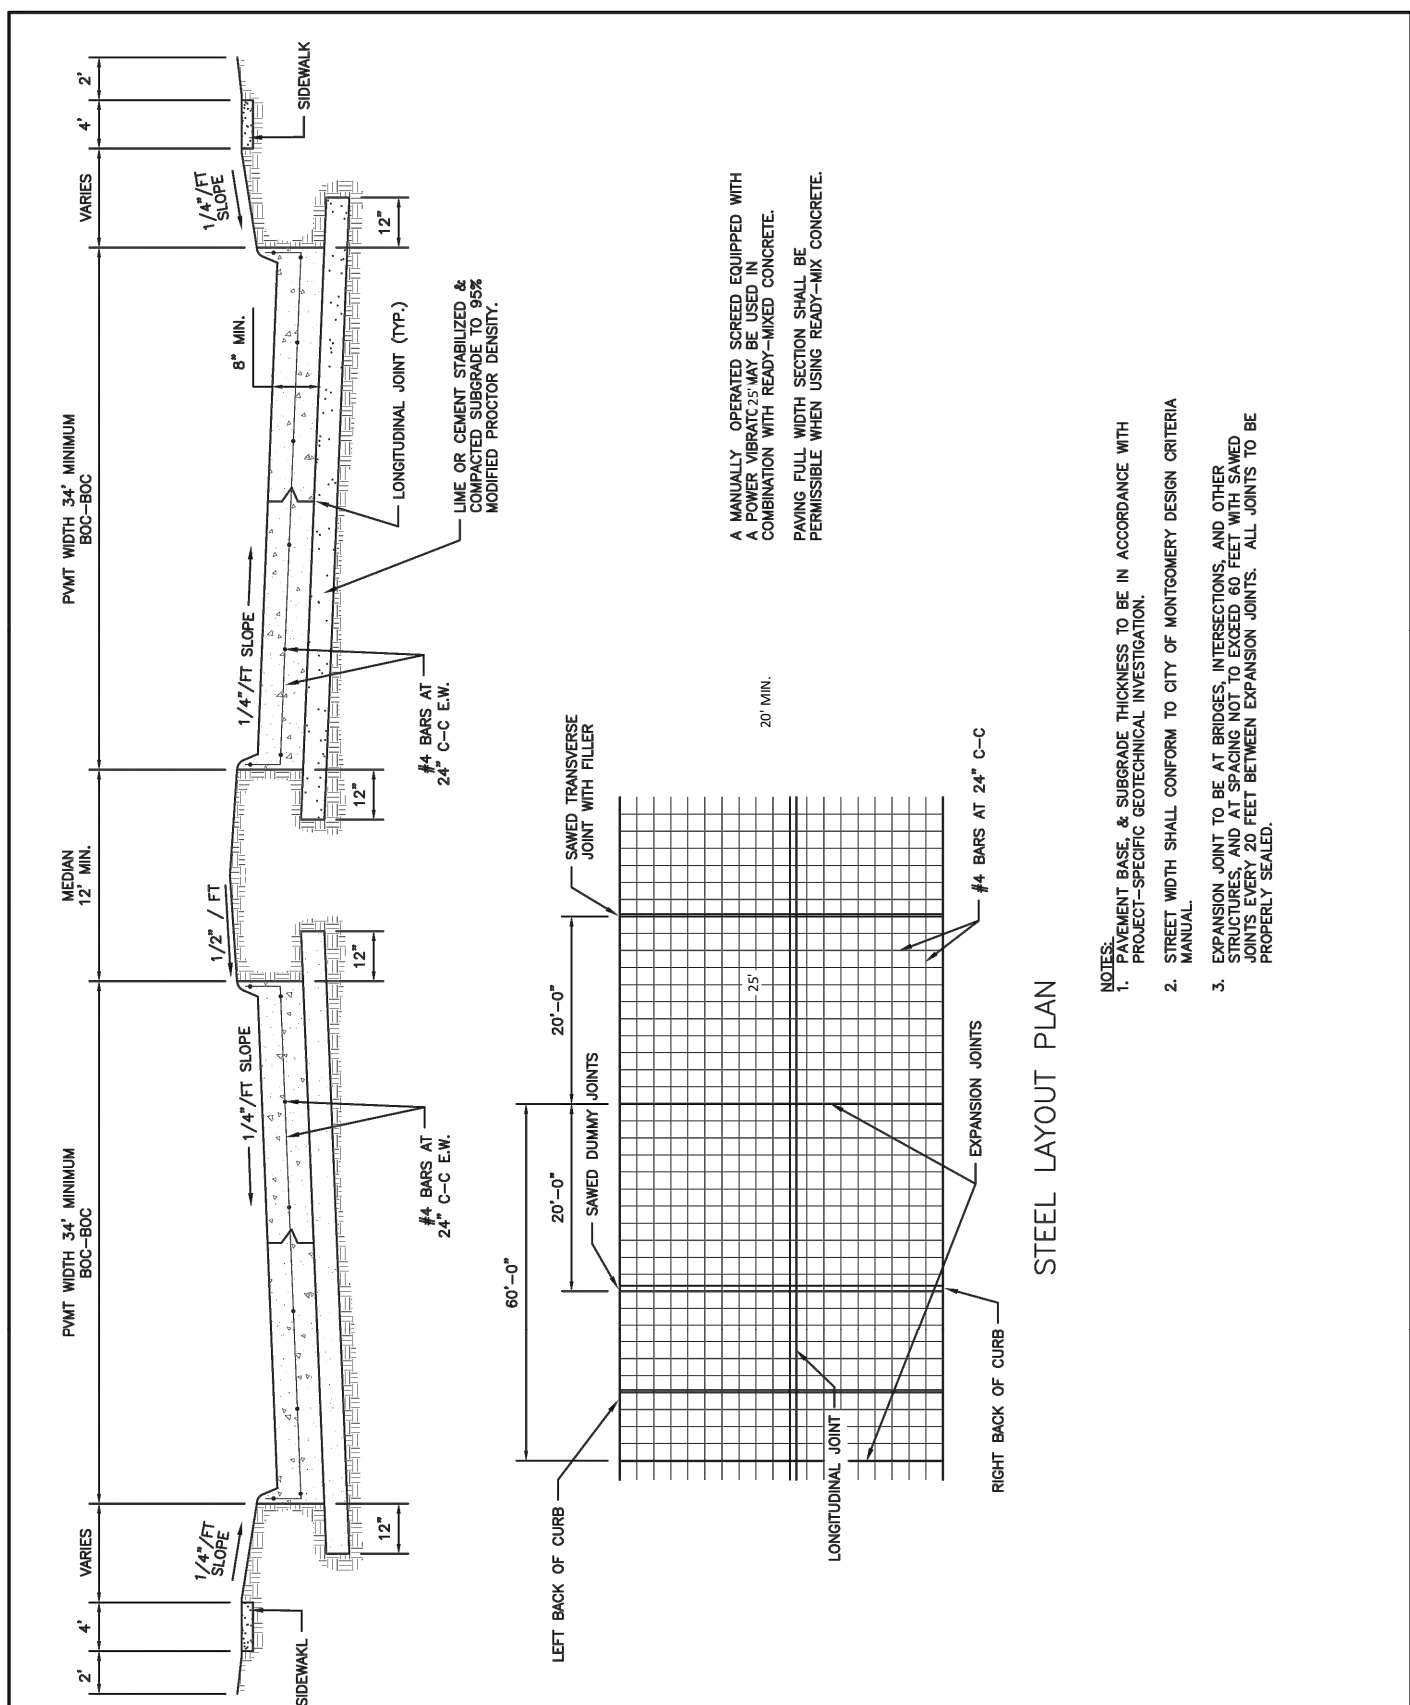 2'
4'
VARIES
PVMT WIDTH 34' MINIMUM
BOC-BOC
MEDIAN
12' MIN.
PVMT WIDTH 34' MINIMUM
BOC-BOC
VARIES
4'
2'
1/4"/FT
SLOPE
1/4"/FT SLOPE
1/2" / FT
1/4"/FT SLOPE
8" MIN.
1/4"/FT
SLOPE
SIDEWAKL
12"
#4 BARS AT
24" C-C E.W.
12"
12"
#4 BARS AT
24" C-C E.W.
LONGITUDINAL JOINT (TYP.)
LIME OR CEMENT STABILIZED &
COMPACTED SUBGRADE TO 95%
MODIFIED PROCTOR DENSITY.
12"
SIDEWALK
LEFT BACK OF CURB
60'-0"
20'-0"
20'-0"
SAWED DUMMY JOINTS
SAWED TRANSVERSE
JOINT WITH FILLER
25'
20' MIN.
LONGITUDINAL JOINT
RIGHT BACK OF CURB
EXPANSION JOINTS
#4 BARS AT 24" C-C
STEEL LAYOUT PLAN
A MANUALLY OPERATED SCREED EQUIPPED WITH
A POWER VIBRATC 25' MAY BE USED IN
COMBINATION WITH READY-MIXED CONCRETE.
PAVING FULL WIDTH SECTION SHALL BE
PERMISSIBLE WHEN USING READY-MIX CONCRETE.
NOTES:
1. PAVEMENT BASE, & SUBGRADE THICKNESS TO BE IN ACCORDANCE WITH
PROJECT-SPECIFIC GEOTECHNICAL INVESTIGATION.
2. STREET WIDTH SHALL CONFORM TO CITY OF MONTGOMERY DESIGN CRITERIA
MANUAL.
3. EXPANSION JOINT TO BE AT BRIDGES, INTERSECTIONS, AND OTHER
STRUCTURES, AND AT SPACING NOT TO EXCEED 60 FEET WITH SAWED
JOINTS EVERY 20 FEET BETWEEN EXPANSION JOINTS. ALL JOINTS TO BE
PROPERLY SEALED.